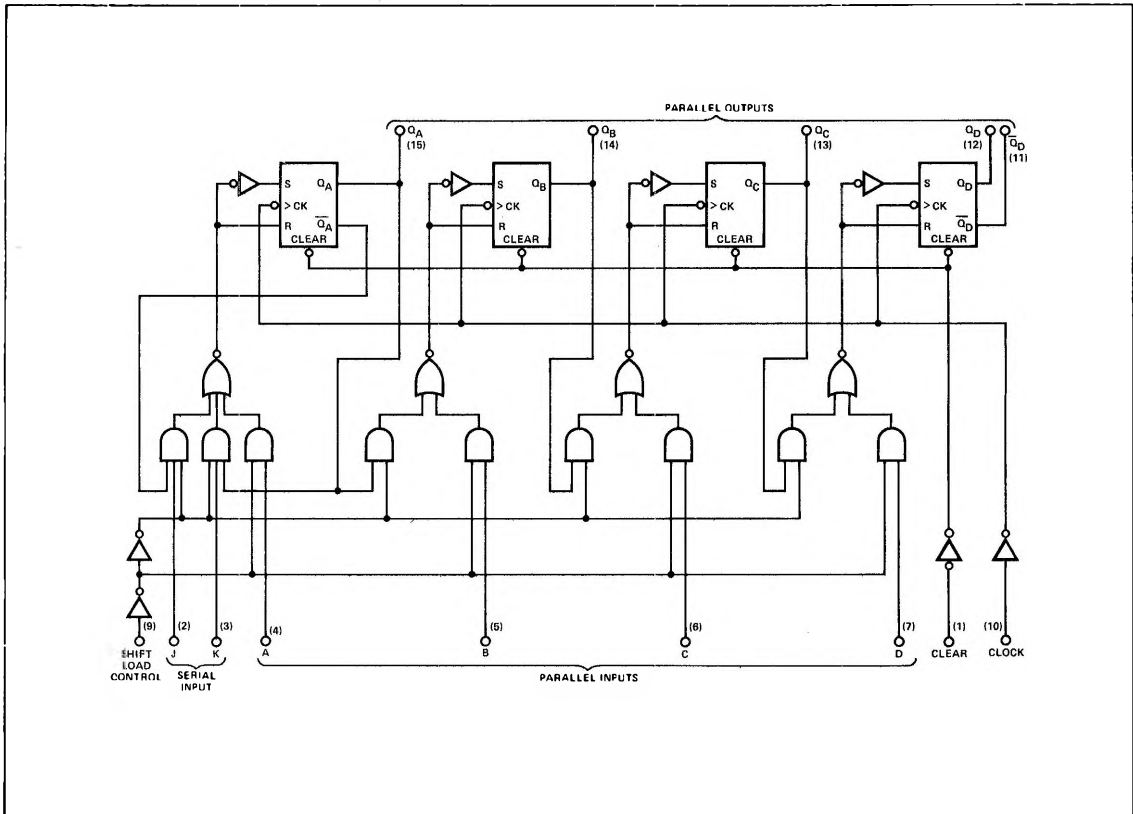 PARALLEL OUTPUTS
QA
(15)
QB
(14)
QC
(13)
QD
(12)
Q̅D
(11)
S QA
> CK
R Q̅A
CLEAR
S QB
> CK
R
CLEAR
S QC
> CK
R
CLEAR
S QD
> CK
R Q̅D
CLEAR
(9)
(2)
(3)
(4)
(5)
(6)
(7)
(1)
(10)
SHIFT
LOAD
CONTROL
J
K
SERIAL
INPUT
A
B
C
D
PARALLEL INPUTS
CLEAR
CLOCK